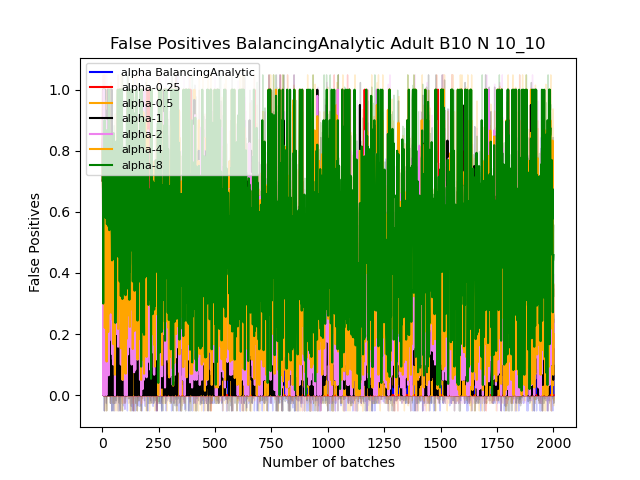 False Positives BalancingAnalytic Adult B10 N 10_10
alpha BalancingAnalytic
alpha-0.25
alpha-0.5
alpha-1
alpha-2
alpha-4
alpha-8
1.0
0.8
0.6
0.4
0.2
0.0
False Positives
0 250 500 750 1000 1250 1500 1750 2000
Number of batches